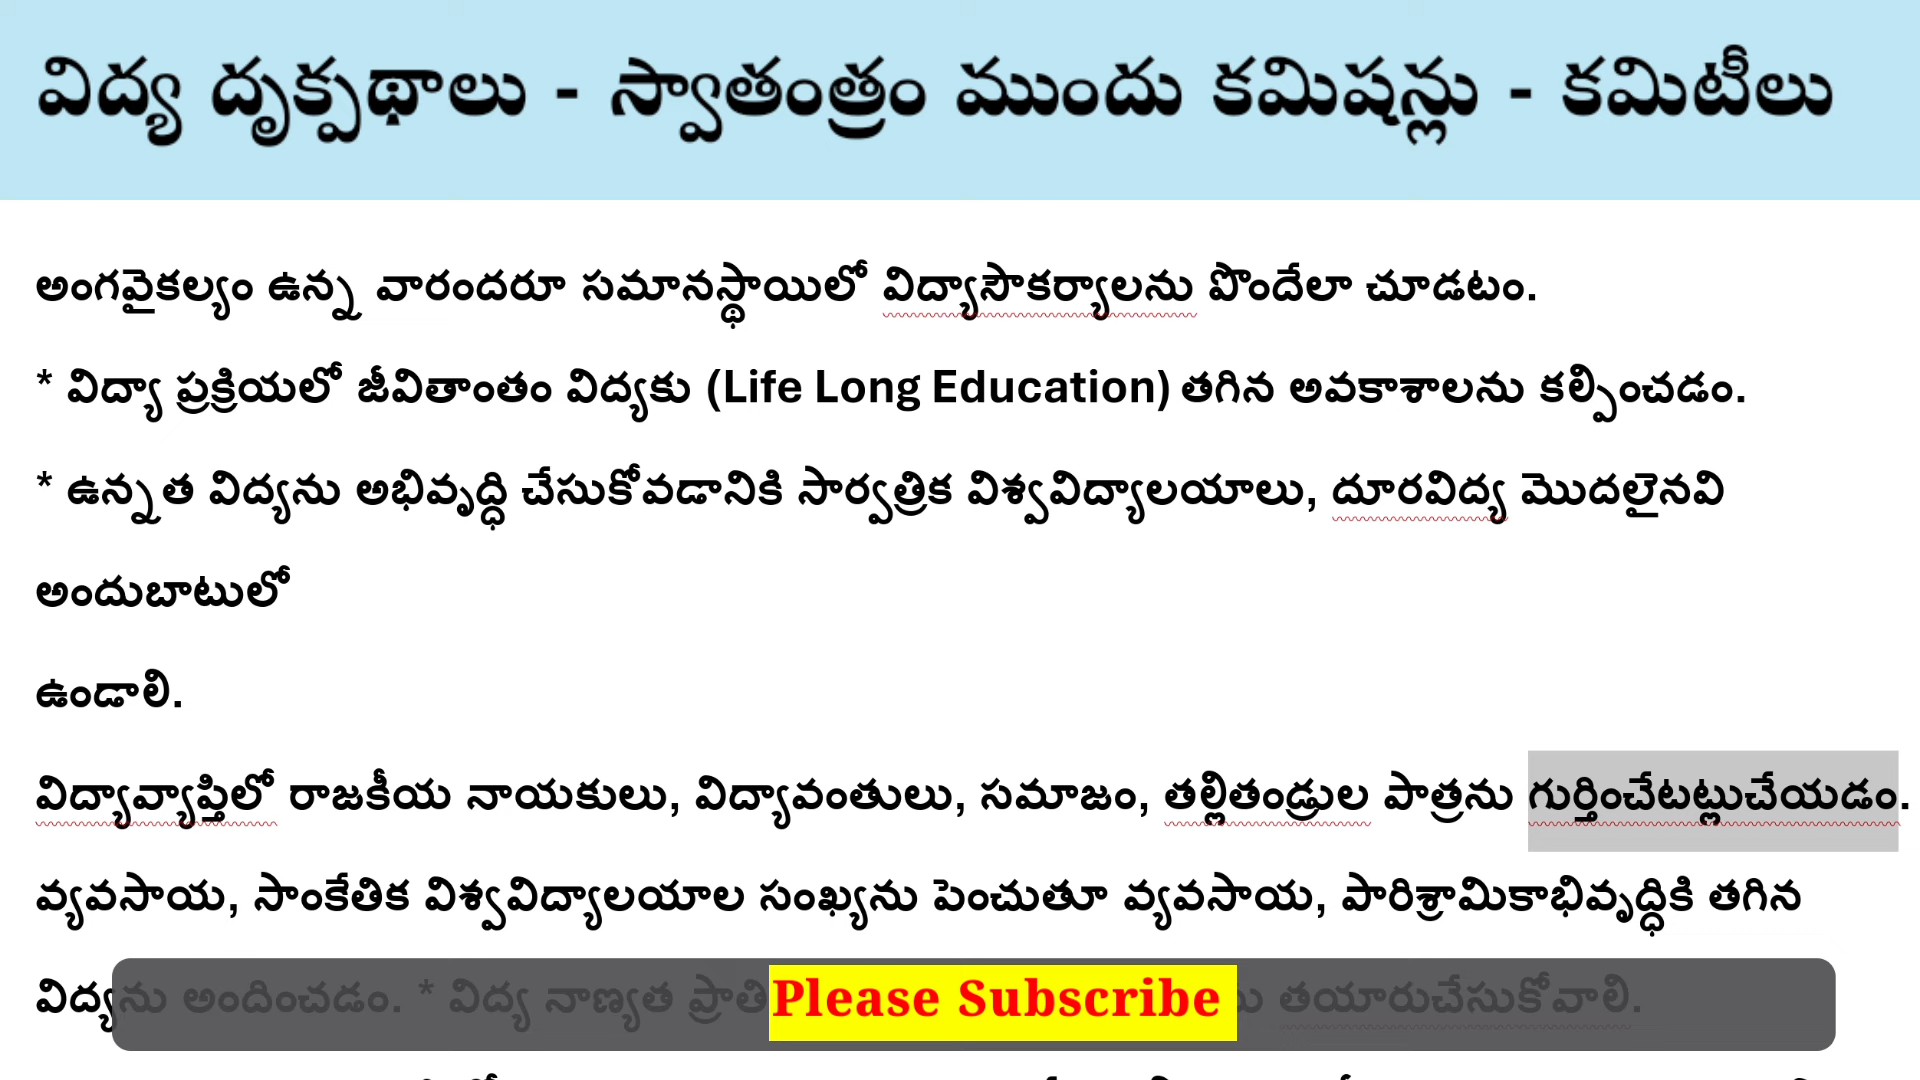 విద్య దృక్పథాలు - స్వాతంత్రం ముందు కమిషన్లు - కమిటీలు
అంగవైకల్యం ఉన్న వారందరూ సమానస్థాయిలో విద్యాసౌకర్యాలను పొందేలా చూడటం.
* విద్యా ప్రక్రియలో జీవితాంతం విద్యకు (Life Long Education) తగిన అవకాశాలను కల్పించడం.
* ఉన్నత విద్యను అభివృద్ధి చేసుకోవడానికి సార్వత్రిక విశ్వవిద్యాలయాలు, దూరవిద్య మొదలైనవి
అందుబాటులో
ఉండాలి.
విద్యావ్యాప్తిలో రాజకీయ నాయకులు, విద్యావంతులు, సమాజం, తల్లితండ్రుల పాత్రను గుర్తించేటట్లుచేయడం.
వ్యవసాయ, సాంకేతిక విశ్వవిద్యాలయాల సంఖ్యను పెంచుతూ వ్యవసాయ, పారిశ్రామికాభివృద్ధికి తగిన
విద్యను అందించడం. * విద్య నాణ్యత తయారుచేసుకోవాలి.
Please Subscribe